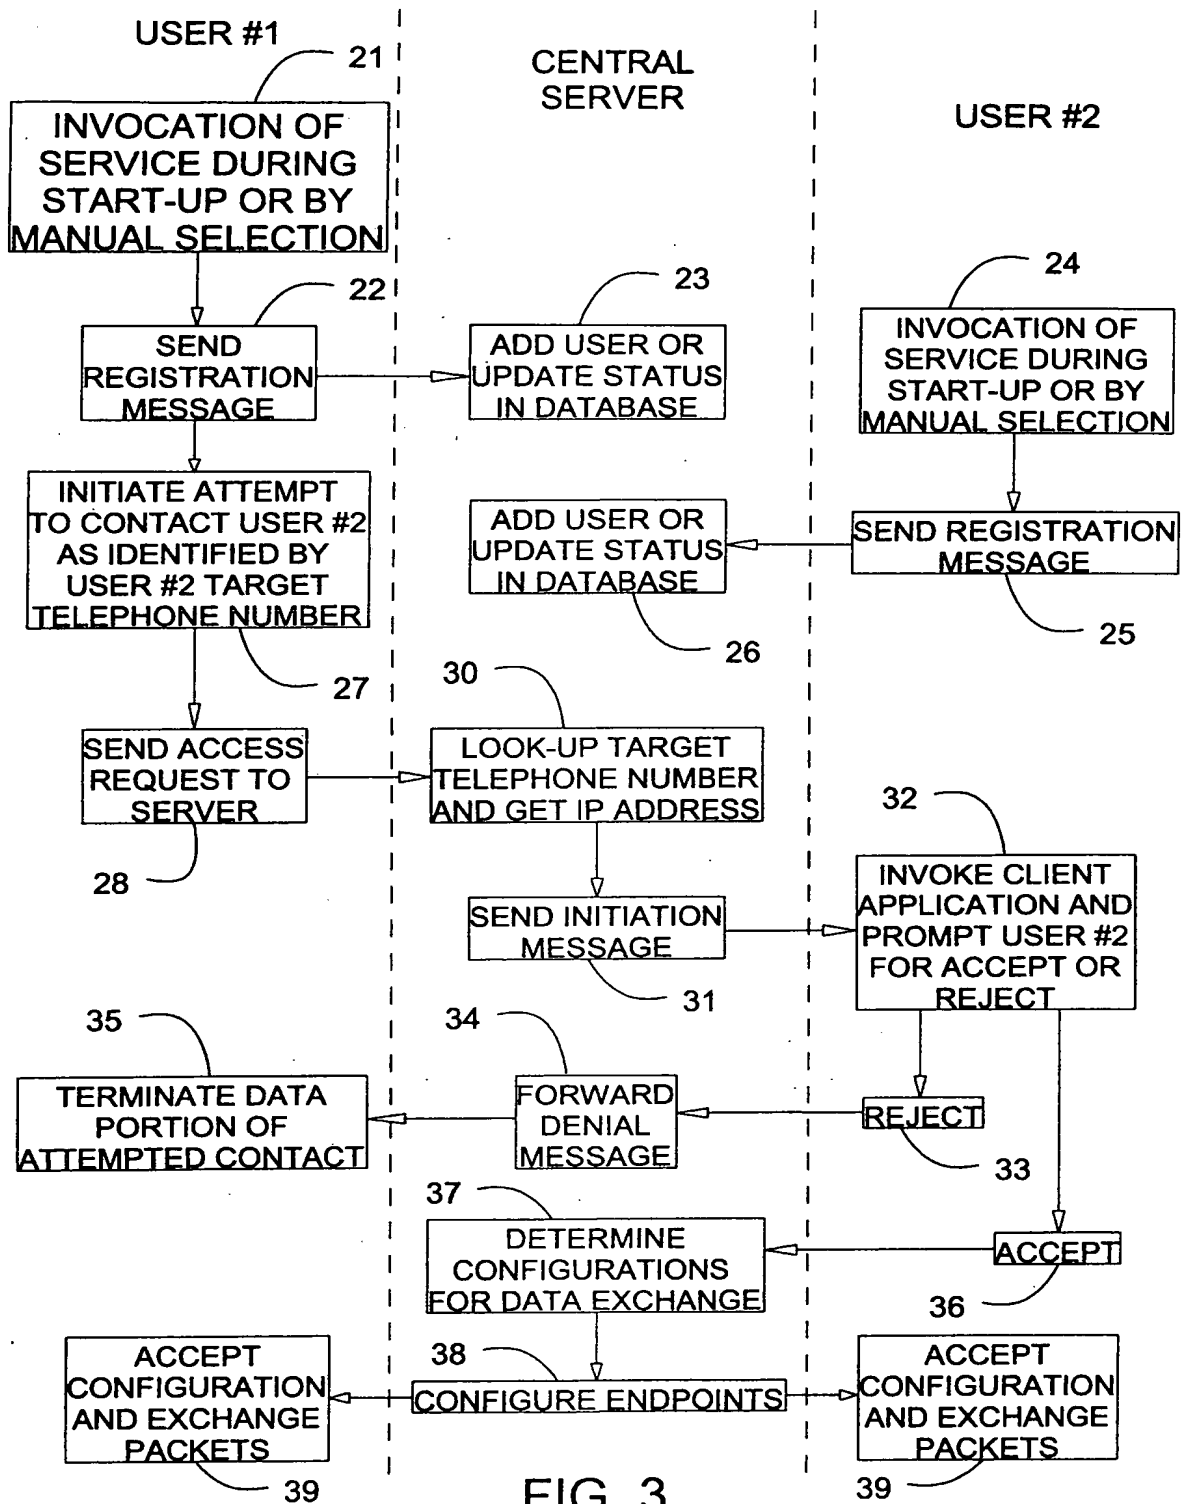 USER #1
CENTRAL
SERVER
USER #2
21
INVOCATION OF
SERVICE DURING
START-UP OR BY
MANUAL SELECTION
22
SEND
REGISTRATION
MESSAGE
23
ADD USER OR
UPDATE STATUS
IN DATABASE
24
INVOCATION OF
SERVICE DURING
START-UP OR BY
MANUAL SELECTION
INITIATE ATTEMPT
TO CONTACT USER #2
AS IDENTIFIED BY
USER #2 TARGET
TELEPHONE NUMBER
27
ADD USER OR
UPDATE STATUS
IN DATABASE
26
SEND REGISTRATION
MESSAGE
25
SEND ACCESS
REQUEST TO
SERVER
28
30
LOOK-UP TARGET
TELEPHONE NUMBER
AND GET IP ADDRESS
SEND INITIATION
MESSAGE
31
32
INVOKE CLIENT
APPLICATION AND
PROMPT USER #2
FOR ACCEPT OR
REJECT
35
TERMINATE DATA
PORTION OF
ATTEMPTED CONTACT
34
FORWARD
DENIAL
MESSAGE
REJECT
33
37
DETERMINE
CONFIGURATIONS
FOR DATA EXCHANGE
ACCEPT
36
ACCEPT
CONFIGURATION
AND EXCHANGE
PACKETS
39
38
CONFIGURE ENDPOINTS
ACCEPT
CONFIGURATION
AND EXCHANGE
PACKETS
39
FIG. 3